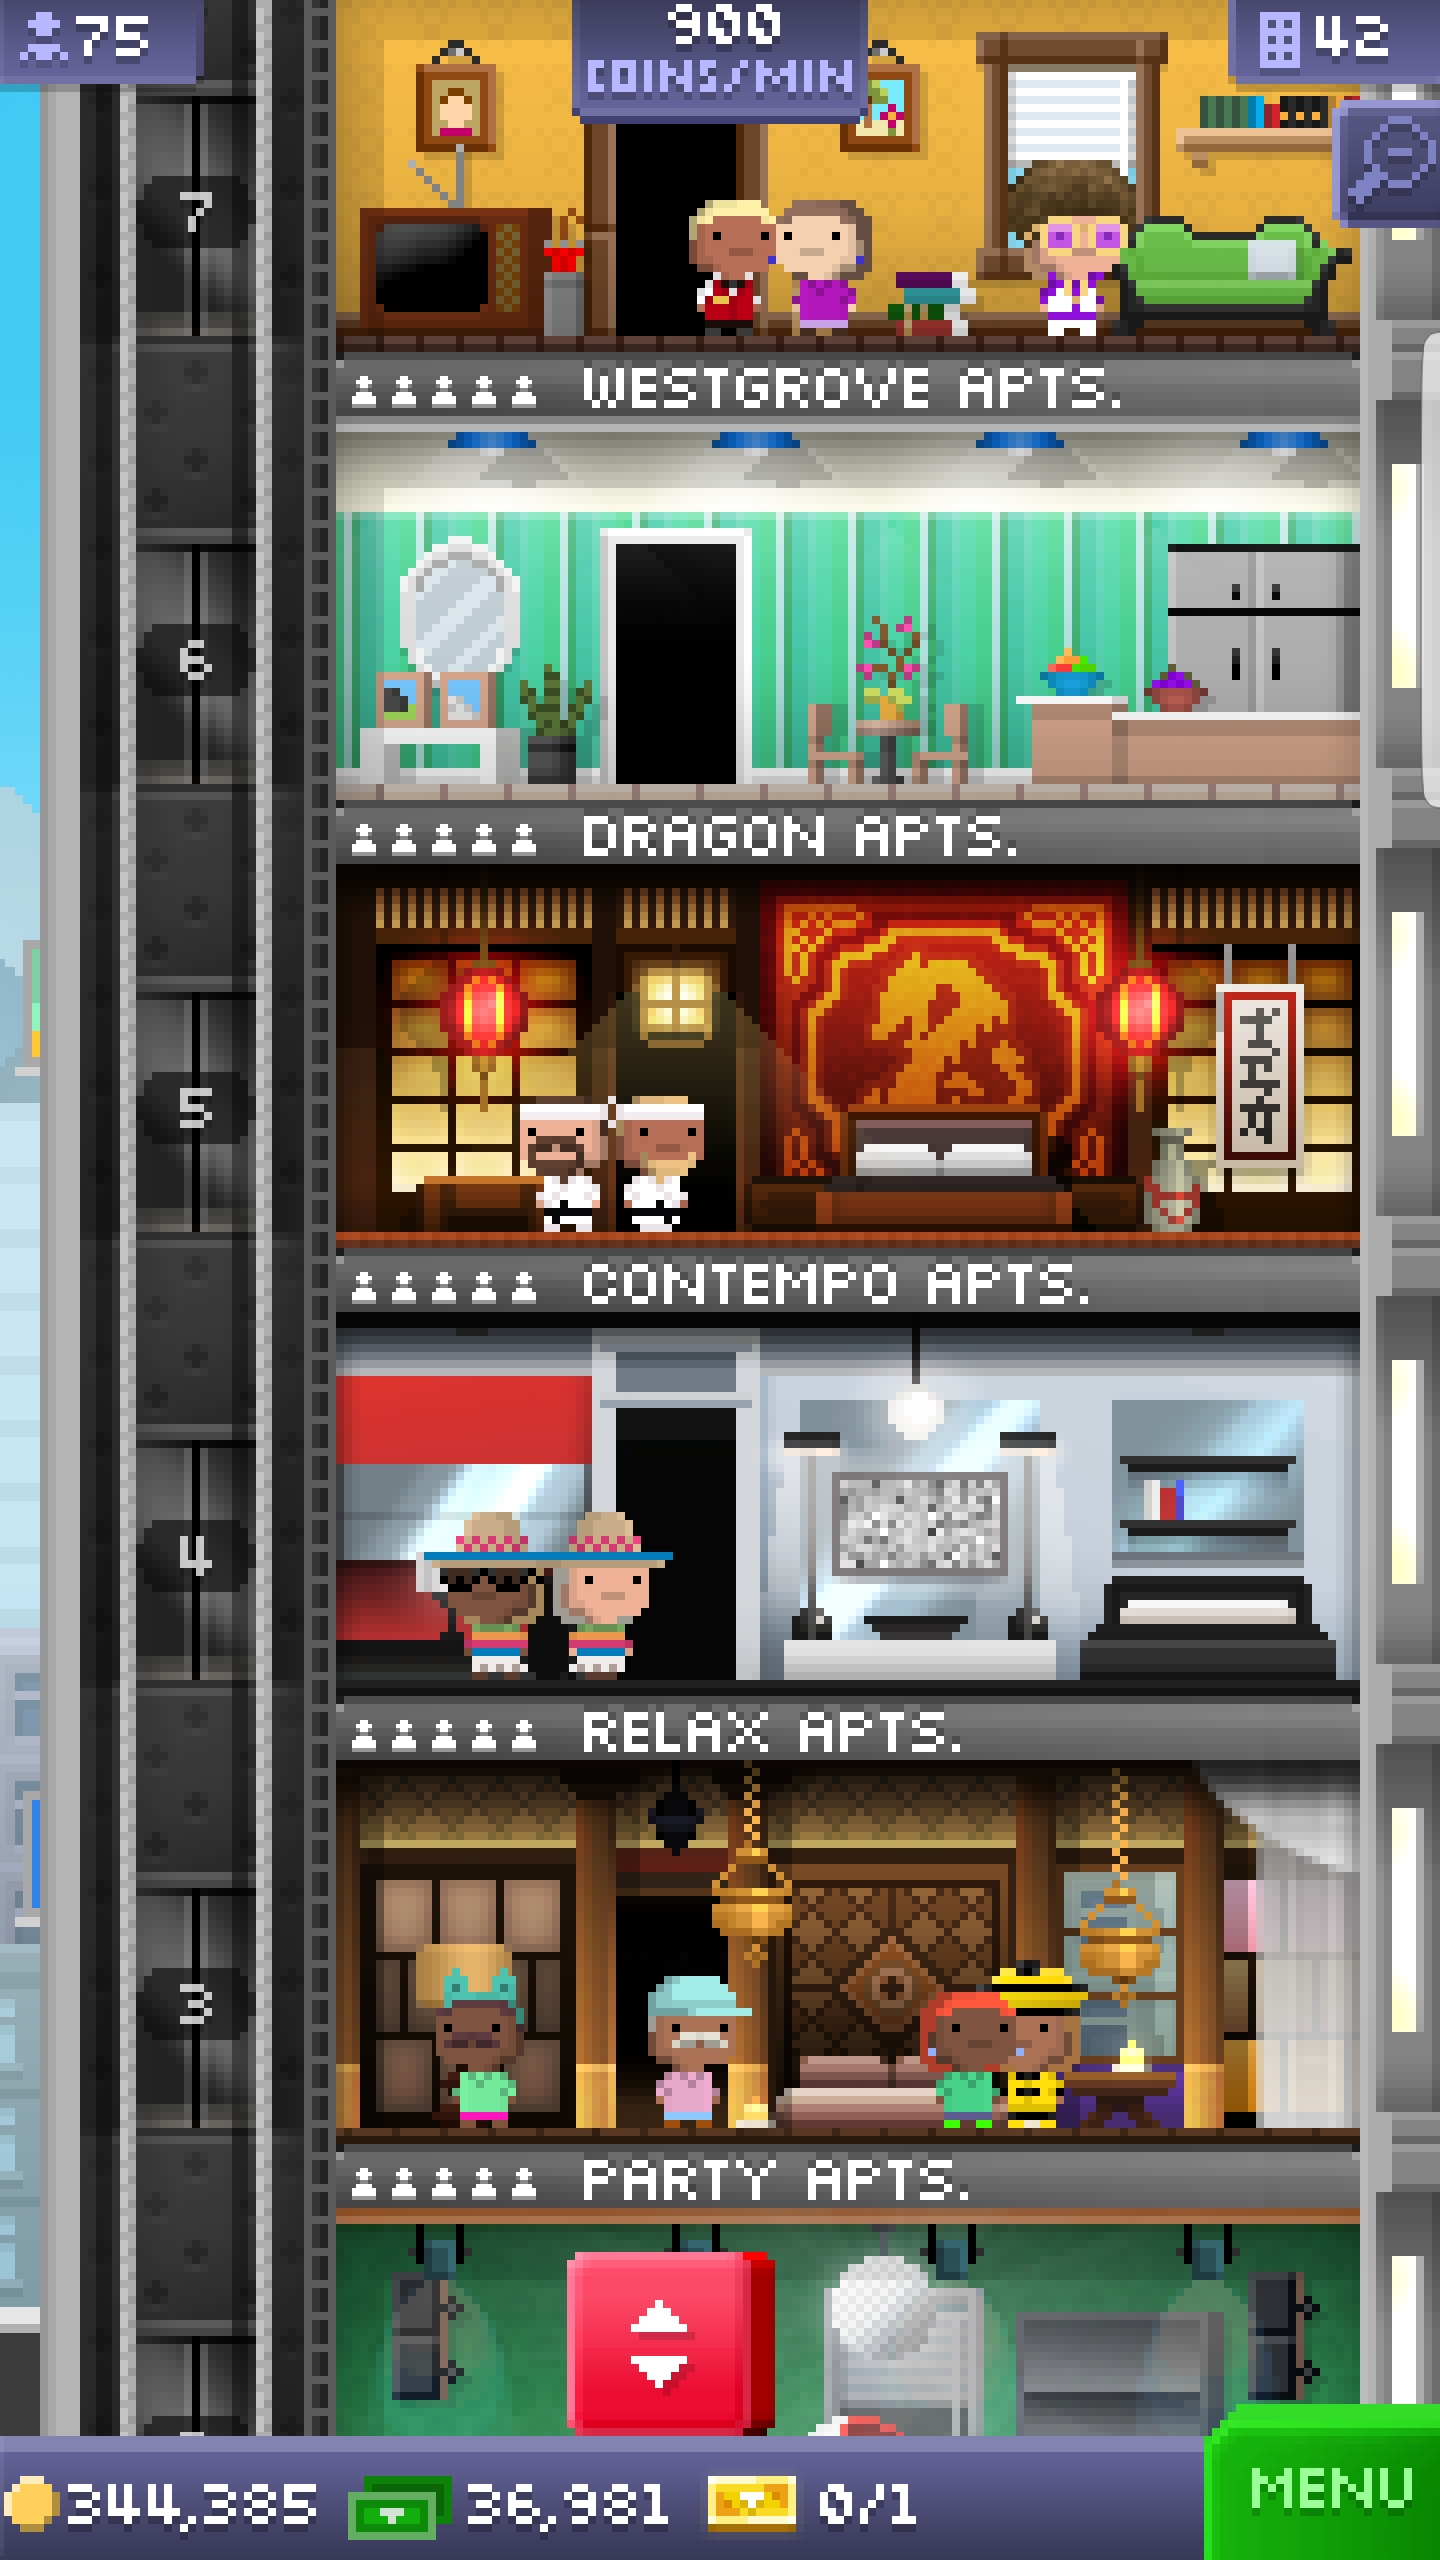 75
900
COINS/MIN
42
7
WESTGROVE APTS.
6
DRAGON APTS.
5
CONTEMPO APTS.
4
RELAX APTS.
3
PARTY APTS.
344,385
36,981
0/1
MENU